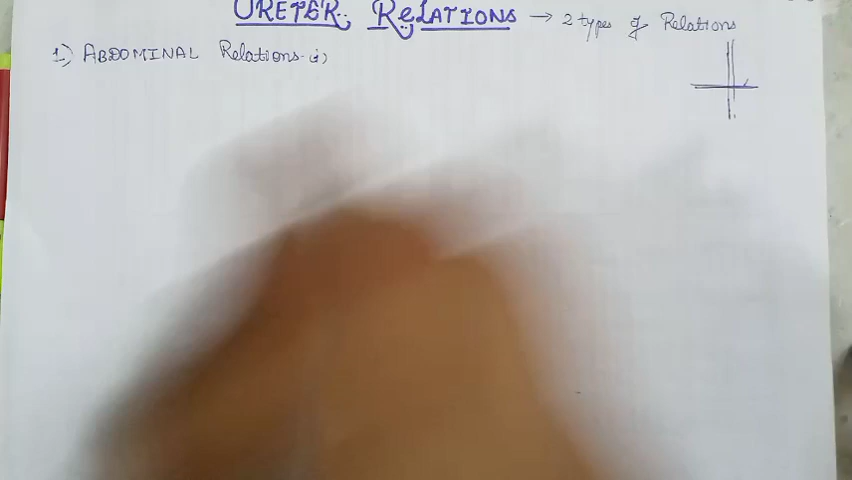 URETER RELATIONS → 2 types of Relations
1.) ABDOMINAL Relations-